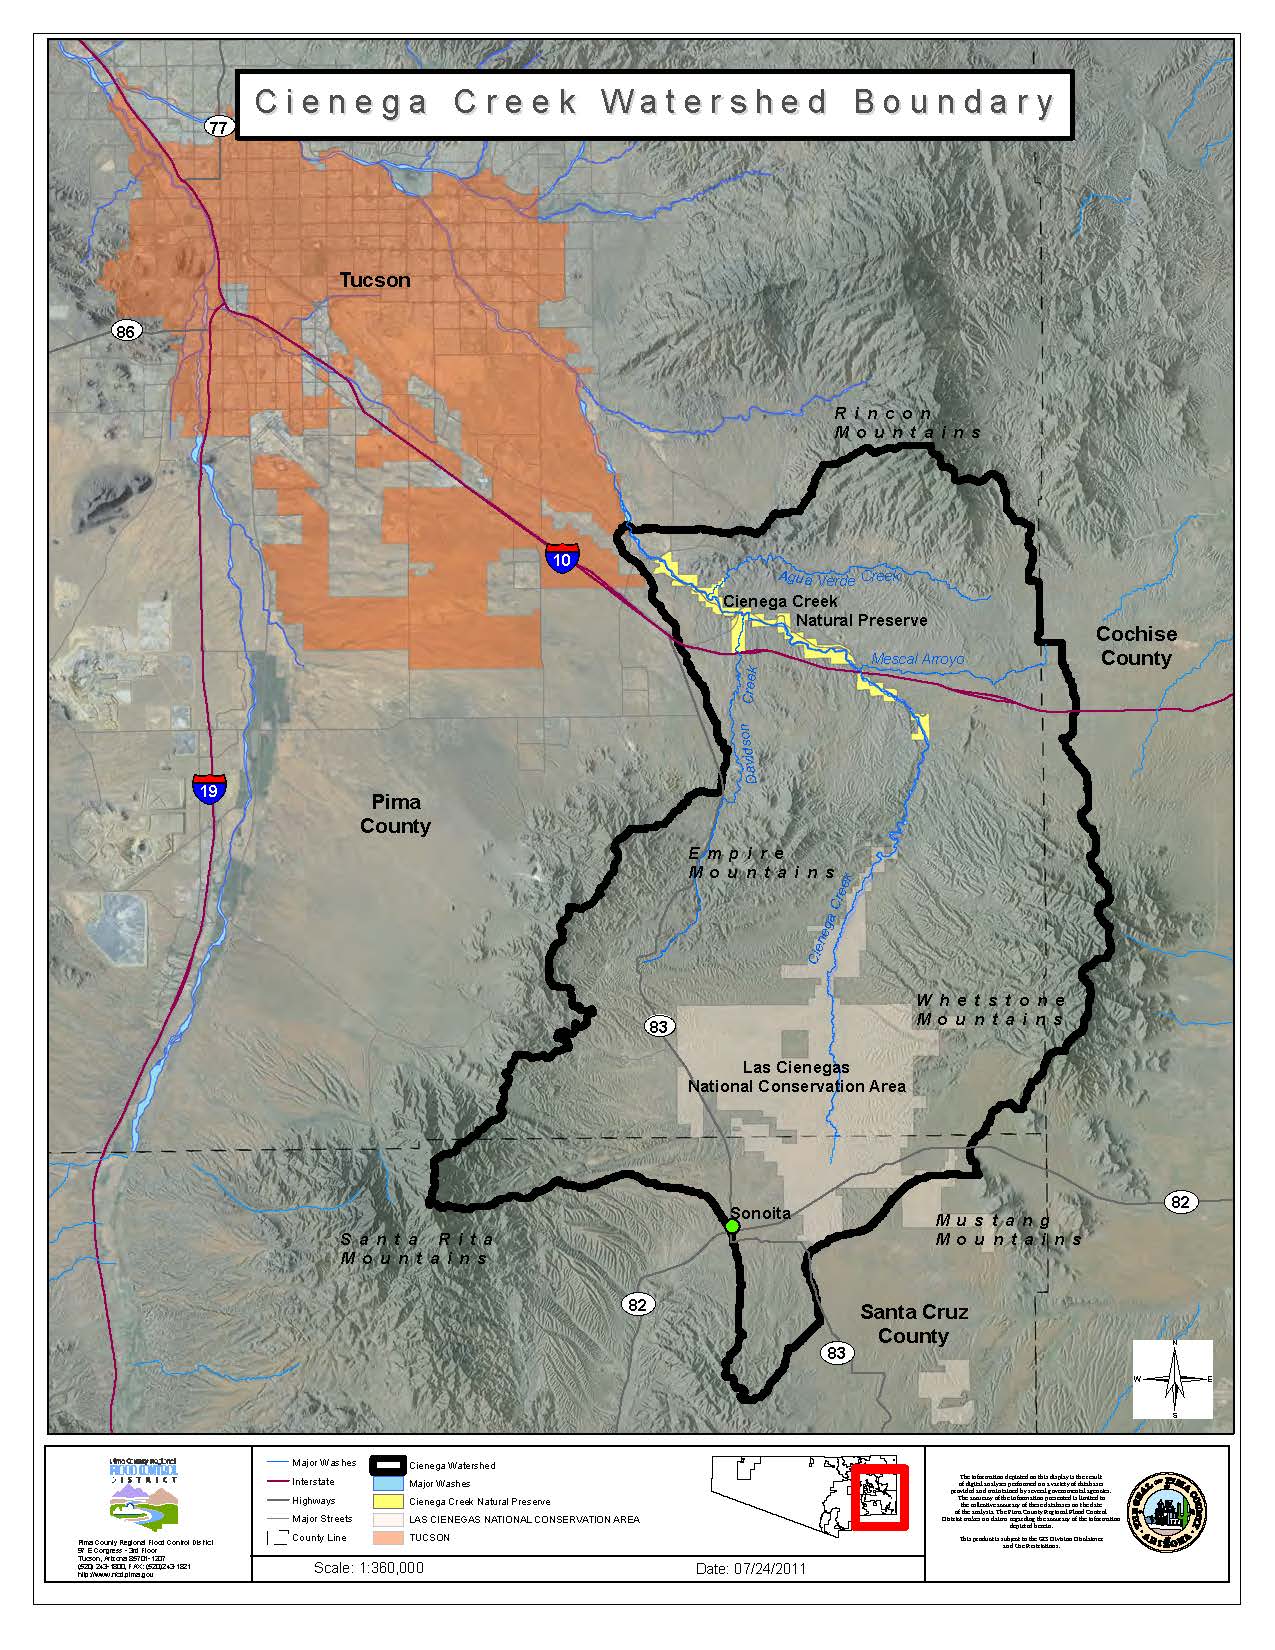 Cienega Creek Watershed Boundary
77
Tucson
86
Rincon
Mountains
10
Agua Verde Creek
Cienega Creek
Natural Preserve
Cochise
County
Mescal Arroyo
Davidson Creek
19
Pima
County
Empire
Mountains
Cienega Creek
Whetstone
Mountains
83
Las Cienegas
National Conservation Area
82
Sonoita
Mustang
Mountains
Santa Rita
Mountains
82
Santa Cruz
County
83
N
W E
S
Pima County Regional
FLOOD CONTROL
DISTRICT
Pima County Regional Flood Control District
97 E Congress - 3rd Floor
Tucson, Arizona 85701-1207
(520) 243-1800, FAX: (520)243-1821
http://www.rfcd.pima.gov
Major Washes
Interstate
Highways
Major Streets
County Line
Cienega Watershed
Major Washes
Cienega Creek Natural Preserve
LAS CIENEGAS NATIONAL CONSERVATION AREA
TUCSON
Scale: 1:360,000
Date: 07/24/2011
The information depicted on this display is the result
of digital analyses performed on a variety of databases
provided and maintained by several governmental agencies.
The accuracy of the information presented is limited to
the collective accuracy of these databases on the date
of the analysis. The Pima County Regional Flood Control
District makes no claims regarding the accuracy of the information
depicted herein.
This product is subject to the GIS Division Disclaimer
and Use Restrictions.
THE SEAL OF PIMA COUNTY
ARIZONA